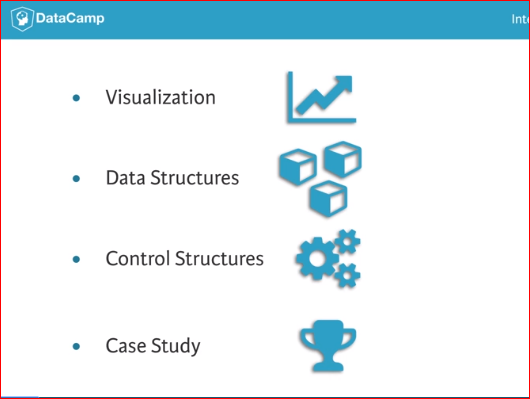 DataCamp
Visualization
Data Structures
Control Structures
Case Study